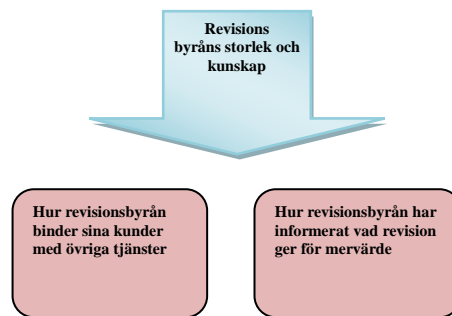 Revisions
byråns storlek och
kunskap
Hur revisionsbyrån
binder sina kunder
med övriga tjänster
Hur revisionsbyrån har
informerat vad revision
ger för mervärde